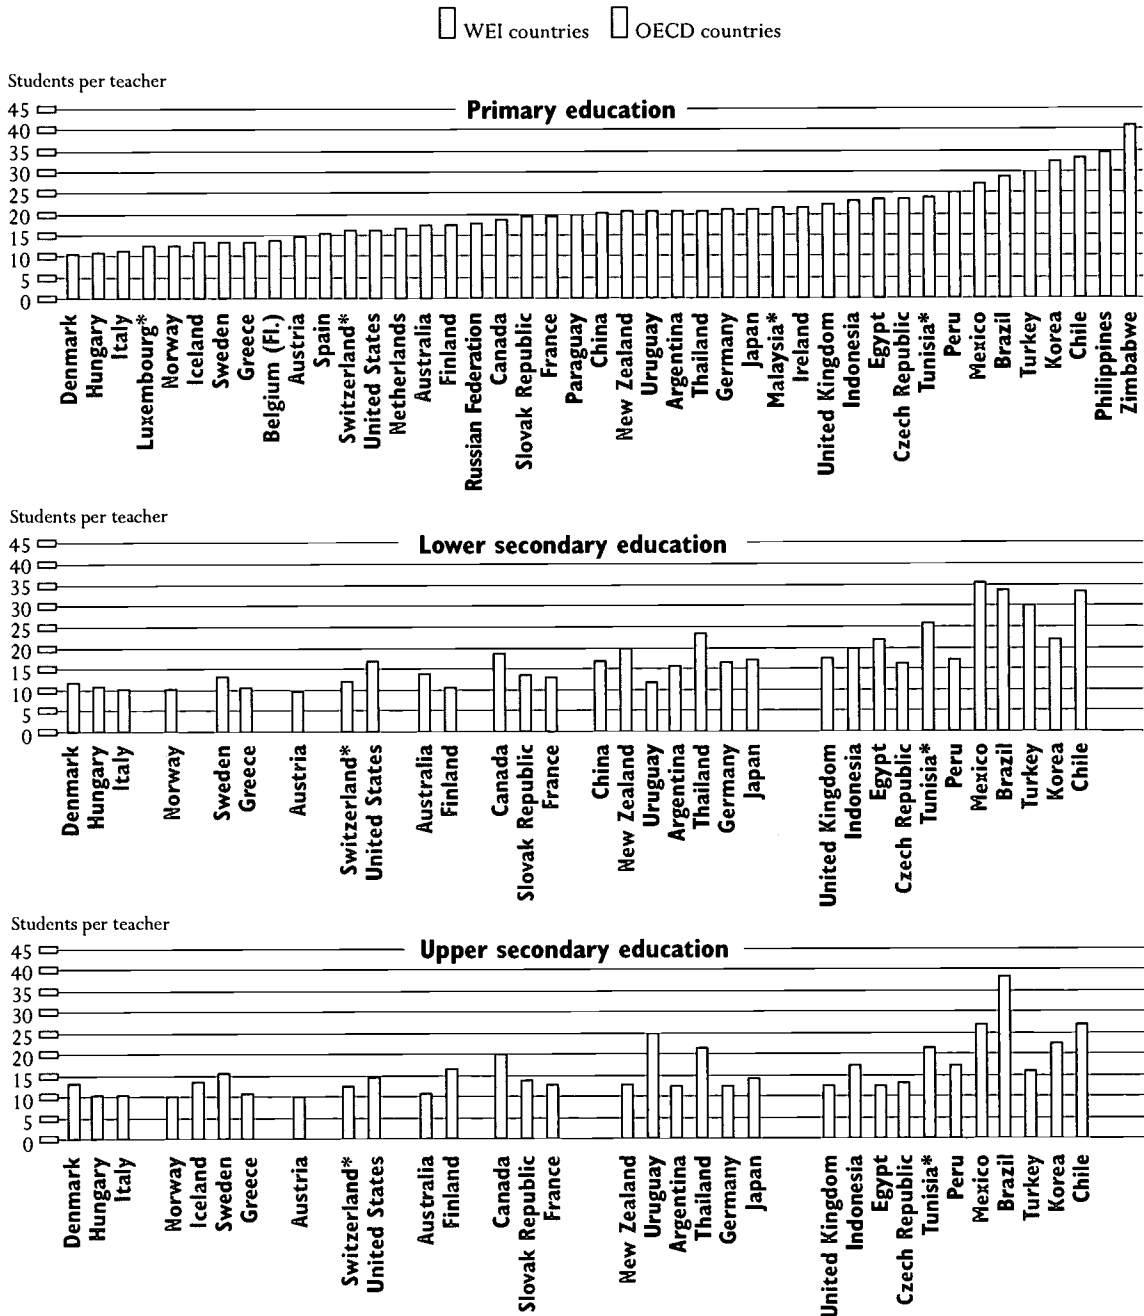 WEI countries OECD countries
Students per teacher
Primary education
45
40
35
30
25
20
15
10
5
0
Denmark
Hungary
Italy
Luxembourg*
Norway
Iceland
Sweden
Greece
Belgium (Fl.)
Austria
Spain
Switzerland*
United States
Netherlands
Australia
Finland
Russian Federation
Canada
Slovak Republic
France
Paraguay
China
New Zealand
Uruguay
Argentina
Thailand
Germany
Japan
Malaysia*
Ireland
United Kingdom
Indonesia
Egypt
Czech Republic
Tunisia*
Peru
Mexico
Brazil
Turkey
Korea
Chile
Philippines
Zimbabwe
Students per teacher
Lower secondary education
45
40
35
30
25
20
15
10
5
0
Denmark
Hungary
Italy
Norway
Sweden
Greece
Austria
Switzerland*
United States
Australia
Finland
Canada
Slovak Republic
France
China
New Zealand
Uruguay
Argentina
Thailand
Germany
Japan
United Kingdom
Indonesia
Egypt
Czech Republic
Tunisia*
Peru
Mexico
Brazil
Turkey
Korea
Chile
Students per teacher
Upper secondary education
45
40
35
30
25
20
15
10
5
0
Denmark
Hungary
Italy
Norway
Iceland
Sweden
Greece
Austria
Switzerland*
United States
Australia
Finland
Canada
Slovak Republic
France
New Zealand
Uruguay
Argentina
Thailand
Germany
Japan
United Kingdom
Indonesia
Egypt
Czech Republic
Tunisia*
Peru
Mexico
Brazil
Turkey
Korea
Chile